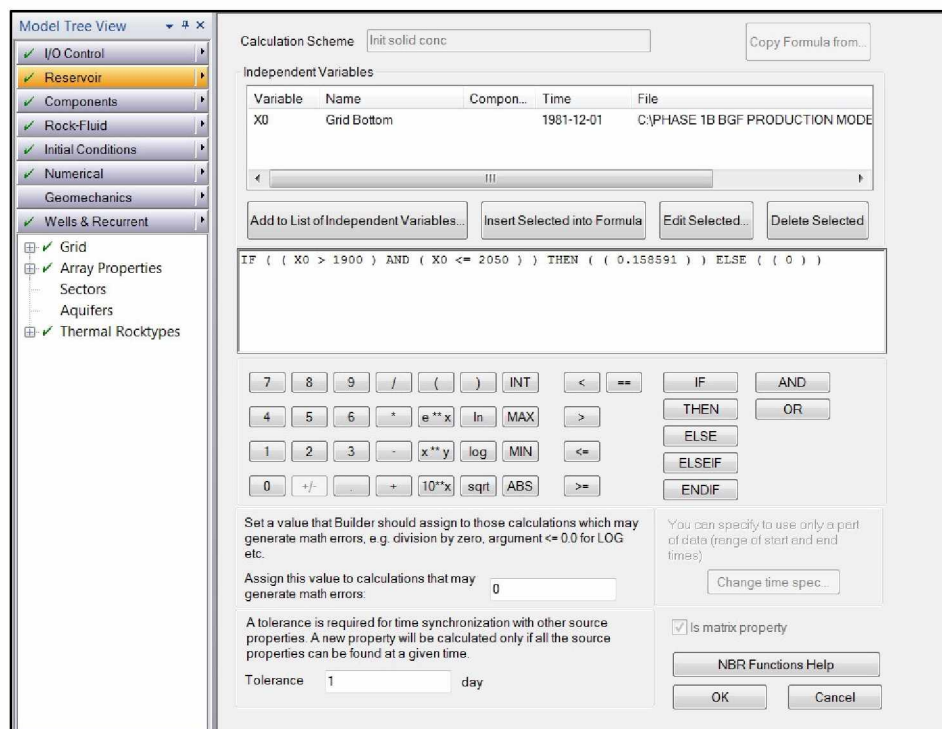 Model Tree View
I/O Control
Reservoir
Components
Rock-Fluid
Initial Conditions
Numerical
Geomechanics
Wells & Recurrent
Grid
Array Properties
Sectors
Aquifers
Thermal Rocktypes
Calculation Scheme Init solid conc Copy Formula from...
Independent Variables
Variable Name Compon... Time File
X0 Grid Bottom 1981-12-01 C:\PHASE 1B BGF PRODUCTION MODE
Add to List of Independent Variables... Insert Selected into Formula Edit Selected... Delete Selected
IF ( ( X0 > 1900 ) AND ( X0 <= 2050 ) ) THEN ( ( 0.158591 ) ) ELSE ( ( 0 ) )
7 8 9 / ( ) INT < == IF AND
4 5 6 * e ** x ln MAX > THEN OR
ELSE
1 2 3 - x ** y log MIN <= ELSEIF
0 +/- . + 10**x sqrt ABS >= ENDIF
Set a value that Builder should assign to those calculations which may
generate math errors, e.g. division by zero, argument <= 0.0 for LOG
etc.
Assign this value to calculations that may
generate math errors: 0
You can specify to use only a part
of data (range of start and end
times)
Change time spec...
A tolerance is required for time synchronization with other source
properties. A new property will be calculated only if all the source
properties can be found at a given time.
Tolerance 1 day
Is matrix property
NBR Functions Help
OK Cancel